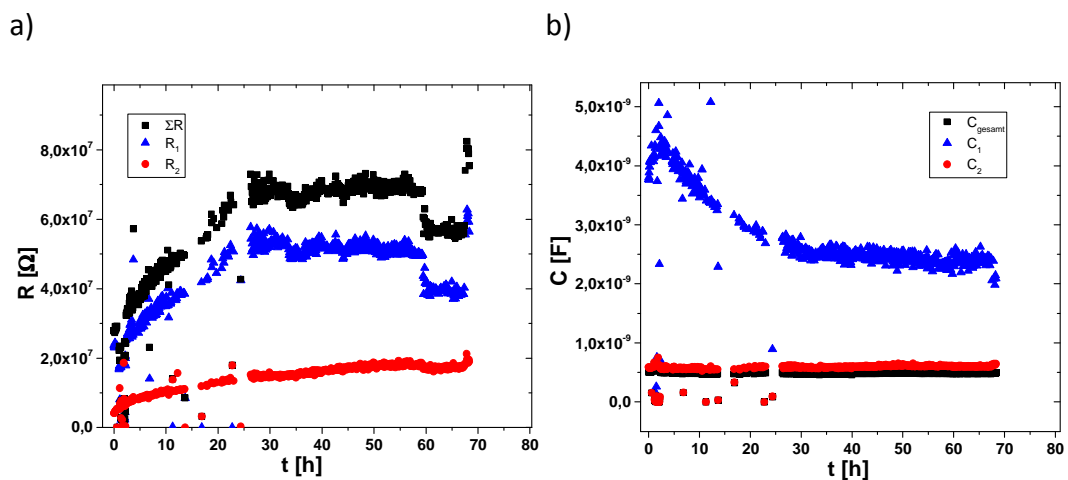 a)
R [Ω]
8,0x10⁷
6,0x10⁷
4,0x10⁷
2,0x10⁷
0,0
ΣR
R₁
R₂
0 10 20 30 40 50 60 70 80
t [h]
b)
C [F]
5,0x10⁻⁹
4,0x10⁻⁹
3,0x10⁻⁹
2,0x10⁻⁹
1,0x10⁻⁹
0,0
C_gesamt
C₁
C₂
0 10 20 30 40 50 60 70 80
t [h]